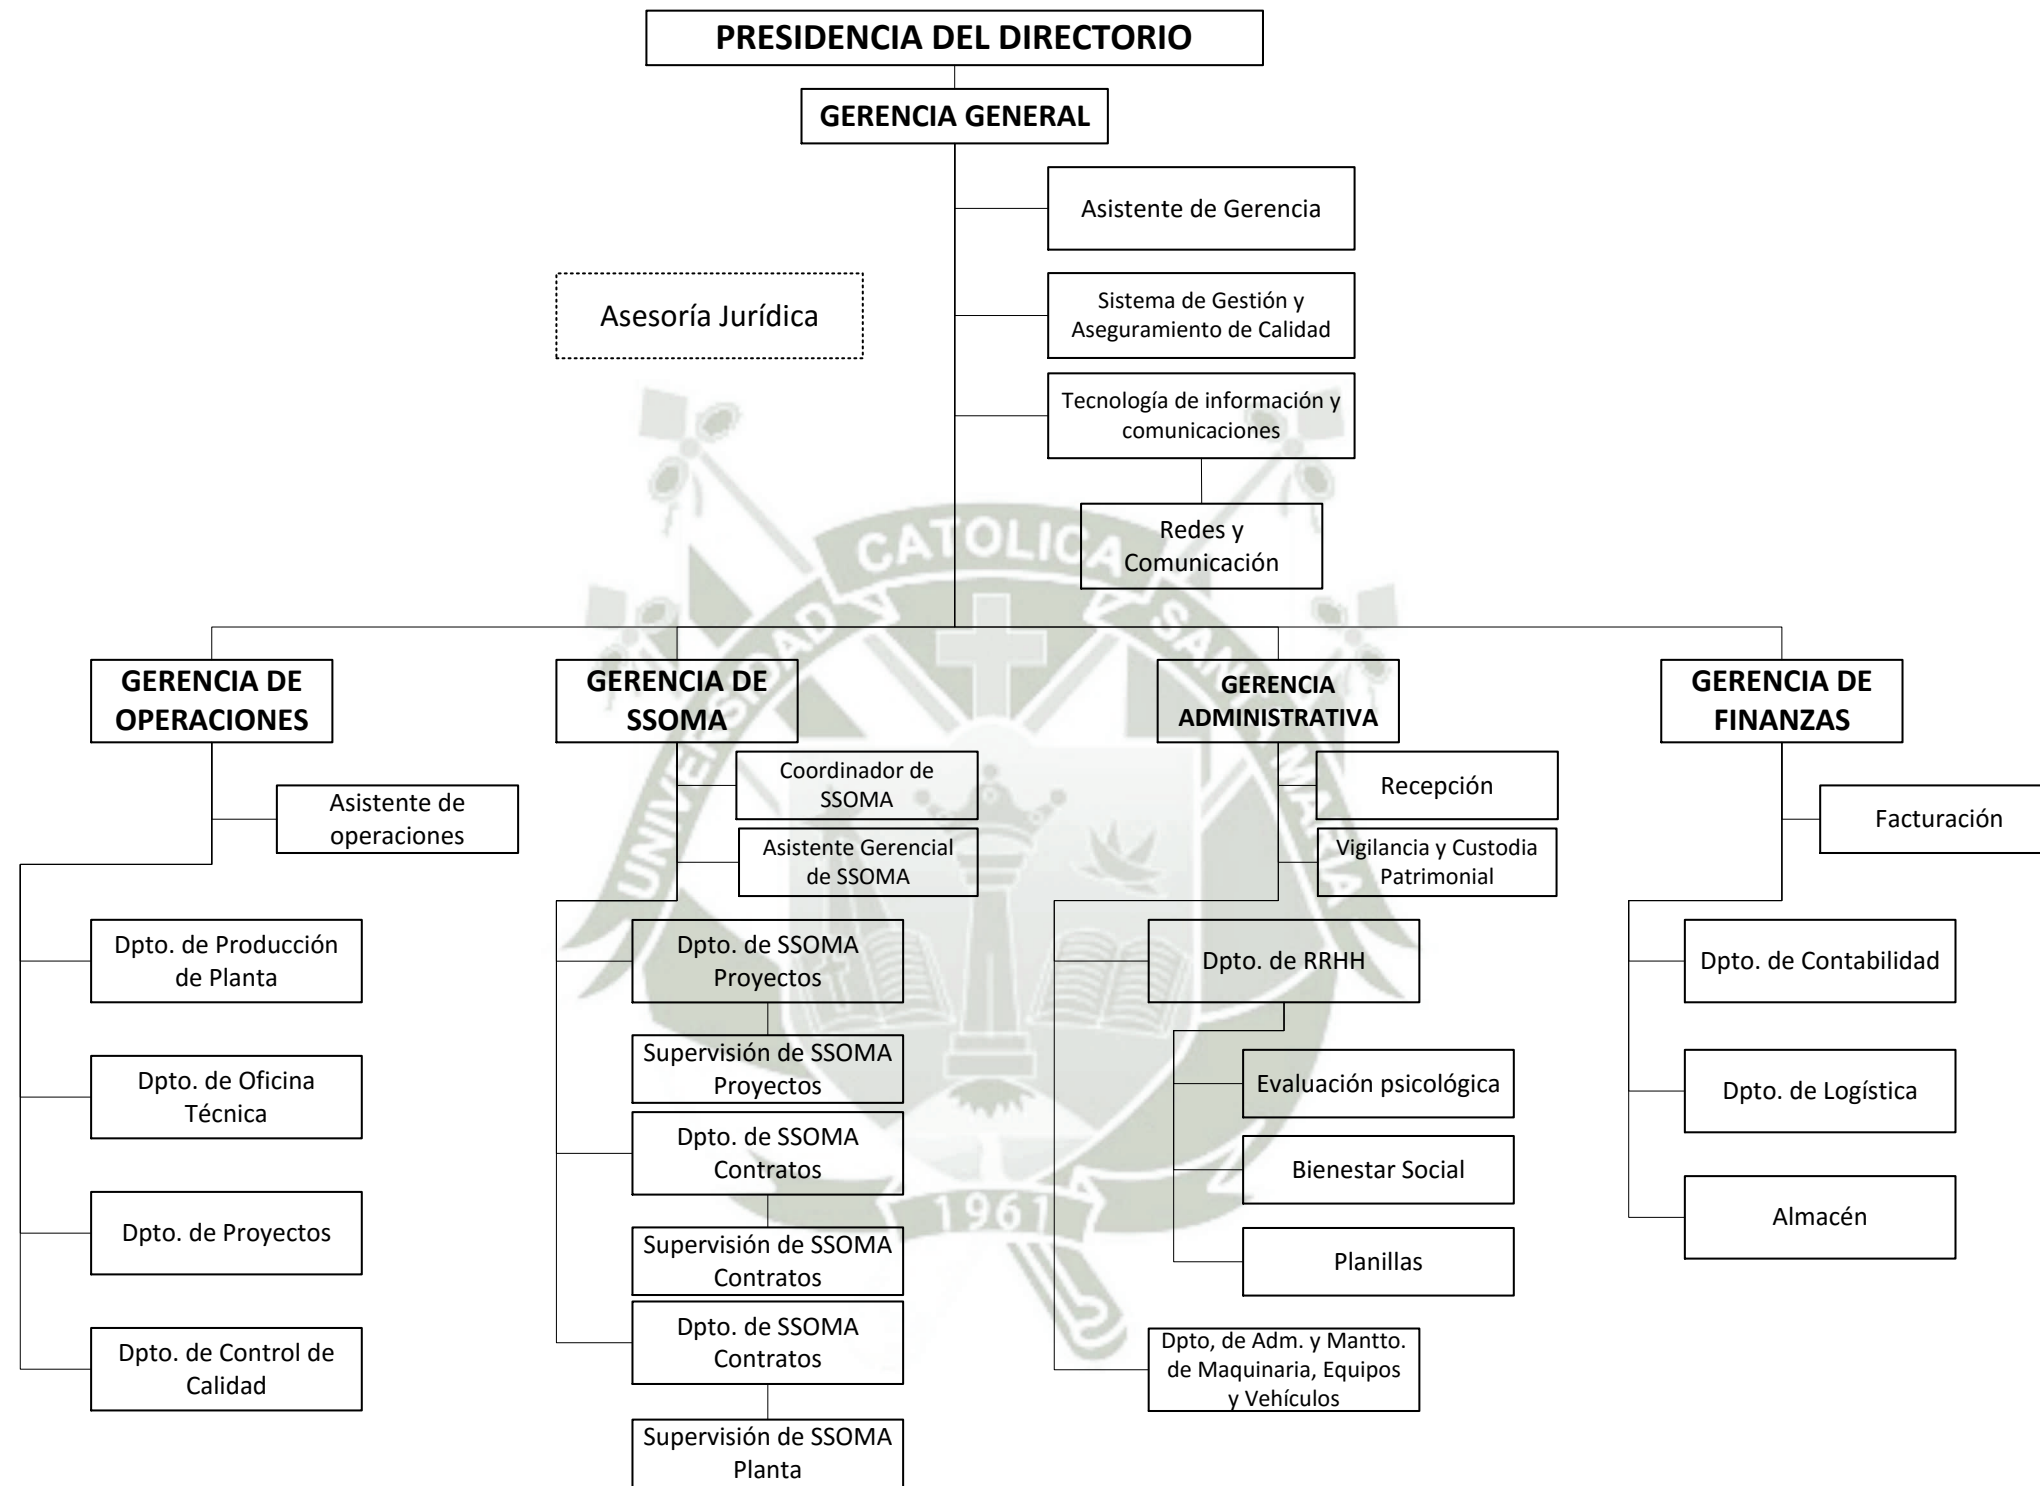 PRESIDENCIA DEL DIRECTORIO
GERENCIA GENERAL
Asistente de Gerencia
Asesoría Jurídica
Sistema de Gestión y
Aseguramiento de Calidad
Tecnología de información y
comunicaciones
Redes y
Comunicación
UNIVERSIDAD CATOLICA SANTA MARIA
GERENCIA DE
OPERACIONES
Asistente de
operaciones
Dpto. de Producción
de Planta
Dpto. de Oficina
Técnica
Dpto. de Proyectos
Dpto. de Control de
Calidad
GERENCIA DE
SSOMA
Coordinador de
SSOMA
Asistente Gerencial
de SSOMA
Dpto. de SSOMA
Proyectos
Supervisión de SSOMA
Proyectos
Dpto. de SSOMA
Contratos
Supervisión de SSOMA
Contratos
Dpto. de SSOMA
Contratos
Supervisión de SSOMA
Planta
GERENCIA
ADMINISTRATIVA
Recepción
Vigilancia y Custodia
Patrimonial
Dpto. de RRHH
Evaluación psicológica
Bienestar Social
Planillas
Dpto, de Adm. y Mantto.
de Maquinaria, Equipos
y Vehículos
GERENCIA DE
FINANZAS
Facturación
Dpto. de Contabilidad
Dpto. de Logística
Almacén
1961